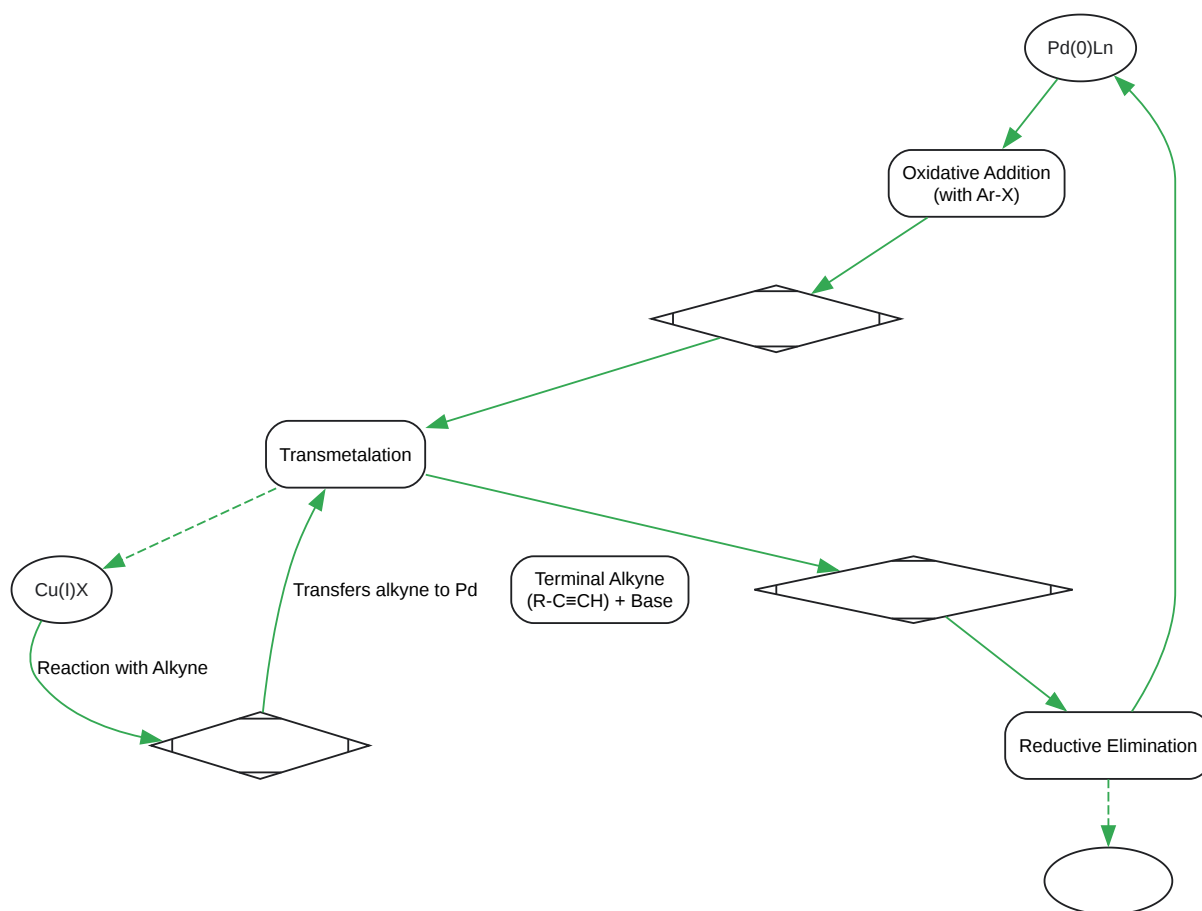 Pd(0)Ln
Oxidative Addition
(with Ar-X)
Transmetalation
Cu(I)X
Transfers alkyne to Pd
Terminal Alkyne
(R-C≡CH) + Base
Reaction with Alkyne
Reductive Elimination